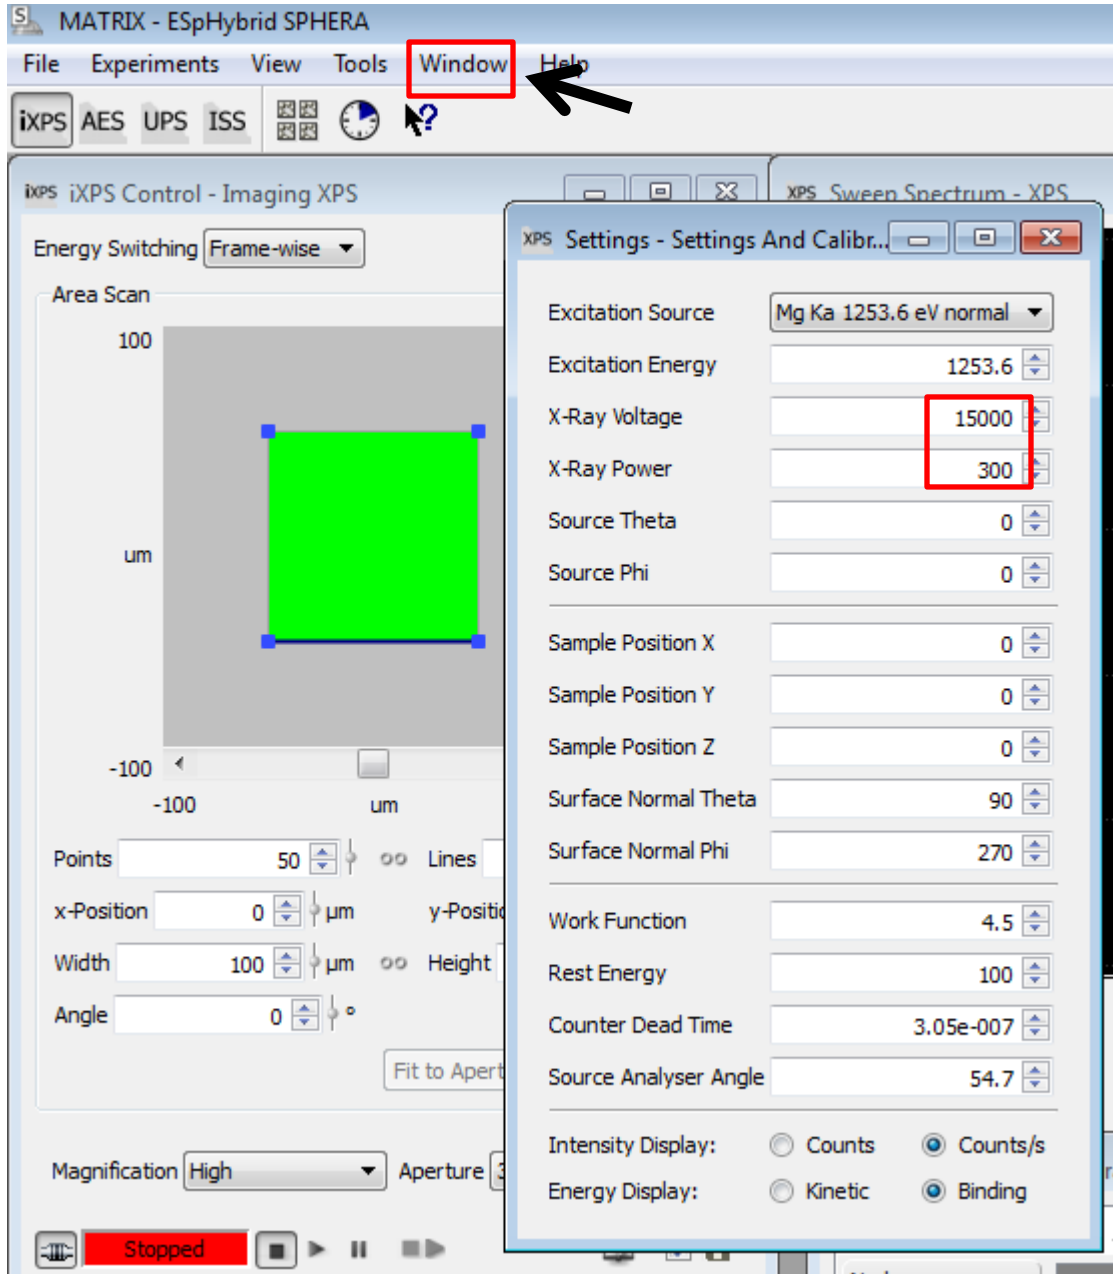 MATRIX - ESpHybrid SPHERA
File Experiments View Tools Window Help
iXPS AES UPS ISS
iXPS iXPS Control - Imaging XPS
XPS Sweep Spectrum - XPS
Energy Switching Frame-wise
Area Scan
100
um
-100
-100 um
Points 50 Lines
x-Position 0 µm
Width 100 µm Height
Angle 0 °
Magnification High Aperture
Stopped
XPS Settings - Settings And Calibr...
Excitation Source Mg Ka 1253.6 eV normal
Excitation Energy 1253.6
X-Ray Voltage 15000
X-Ray Power 300
Source Theta 0
Source Phi 0
Sample Position X 0
Sample Position Y 0
Sample Position Z 0
Surface Normal Theta 90
Surface Normal Phi 270
Work Function 4.5
Rest Energy 100
Counter Dead Time 3.05e-007
Source Analyser Angle 54.7
Intensity Display: Counts Counts/s
Energy Display: Kinetic Binding